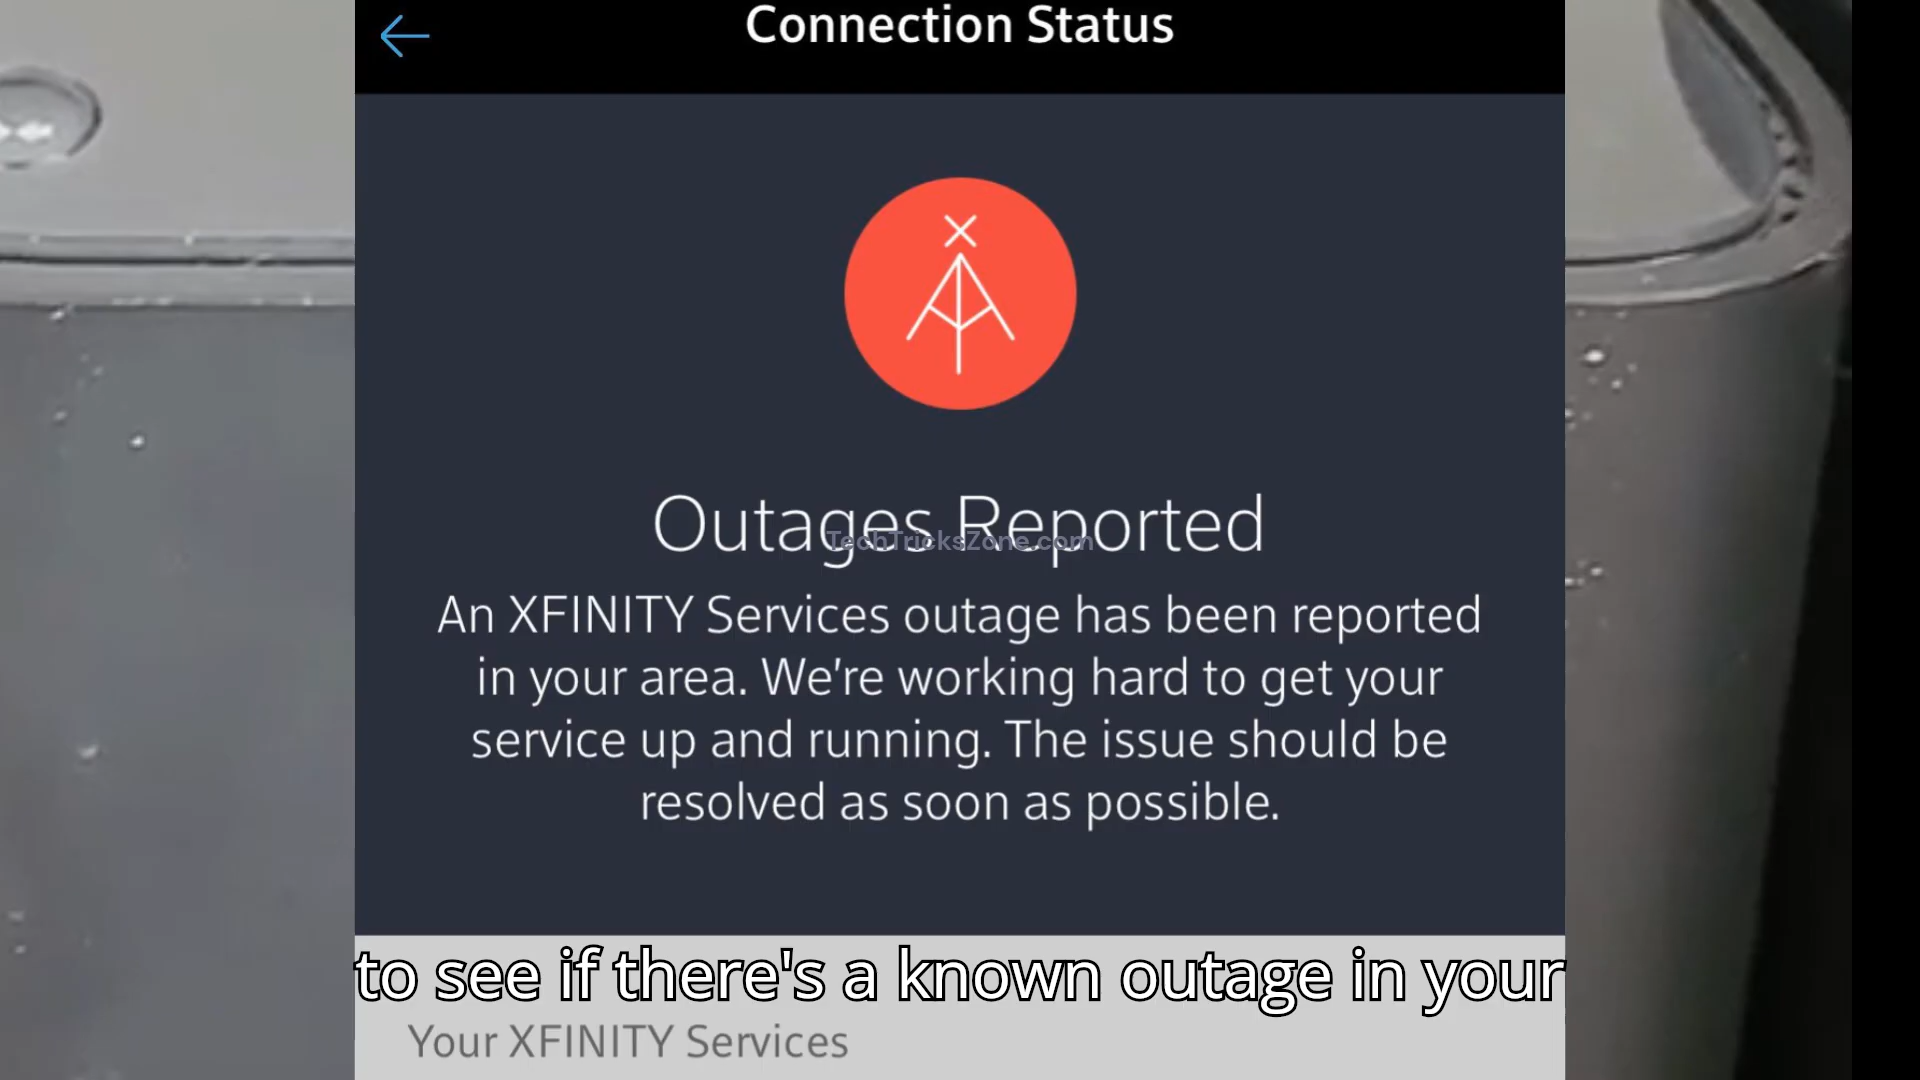 Connection Status
Outages Reported
TechTricksZone.com
An XFINITY Services outage has been reported
in your area. We're working hard to get your
service up and running. The issue should be
resolved as soon as possible.
to see if there's a known outage in your
Your XFINITY Services